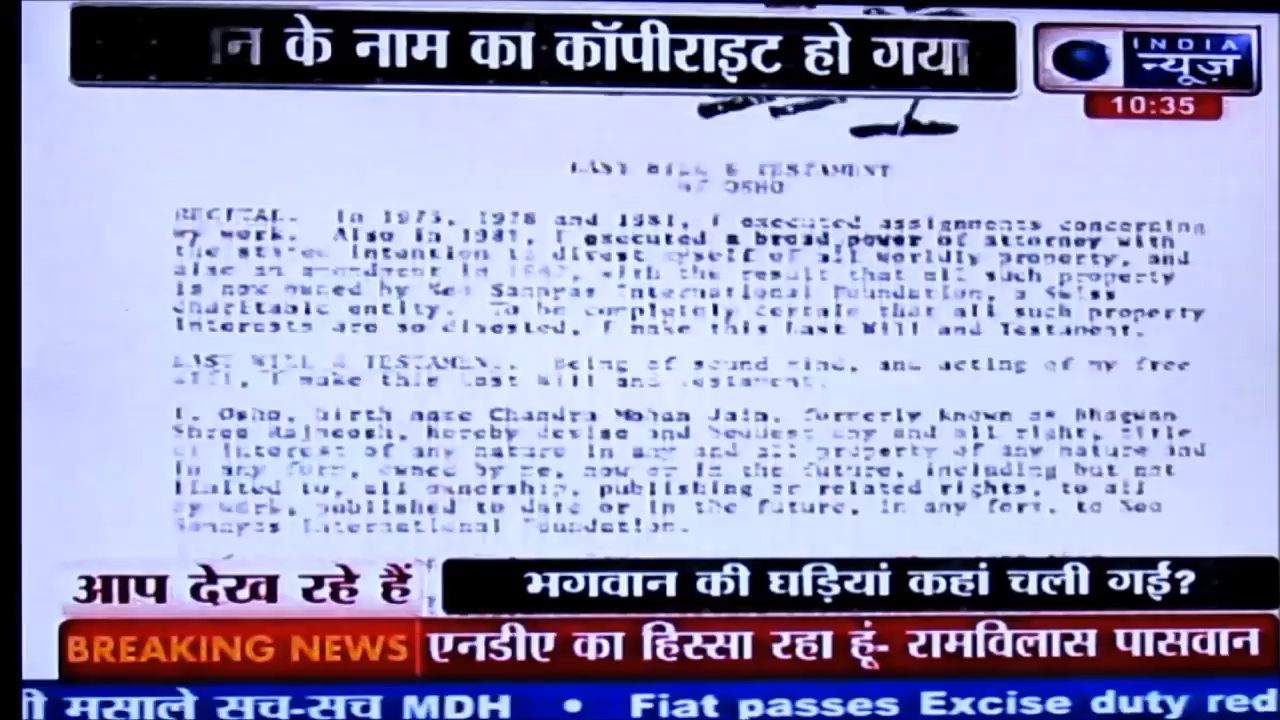 न के नाम का कॉपीराइट हो गया
INDIA
न्यूज़
10:35
LAST WILL & TESTAMENT
OF OSHO
RECITAL. In 1973, 1978 and 1981, I executed assignments concerning
my work. Also in 1981, I executed a broad power of attorney with
the stated intention to divest myself of all worldly property, and
also an amendment in with the result that all such property
is now owned by Neo Sannyas International Foundation, a Swiss
charitable entity. To be completely certain that all such property
interests are so divested, I make this Last Will and Testament.
LAST WILL & TESTAMENT. Being of sound mind, and acting of my free
will, I make this Last Will and Testament.
I, Osho, birth name Chandra Mohan Jain, formerly known as Bhagwan
Shree Rajneesh, hereby devise and any and all right, title
or interest of any nature in any and all property of any nature and
in any form, owned by me, now or in the future, including but not
limited to, all ownership, publishing or related rights, to all
my work, published to date or in the future, in any form, to Neo
Sannyas International Foundation.
आप देख रहे हैं
भगवान की घड़ियां कहां चली गई?
BREAKING NEWS
एनडीए का हिस्सा रहा हूं- रामविलास पासवान
ी मसाले सच-सच MDH • Fiat passes Excise duty red